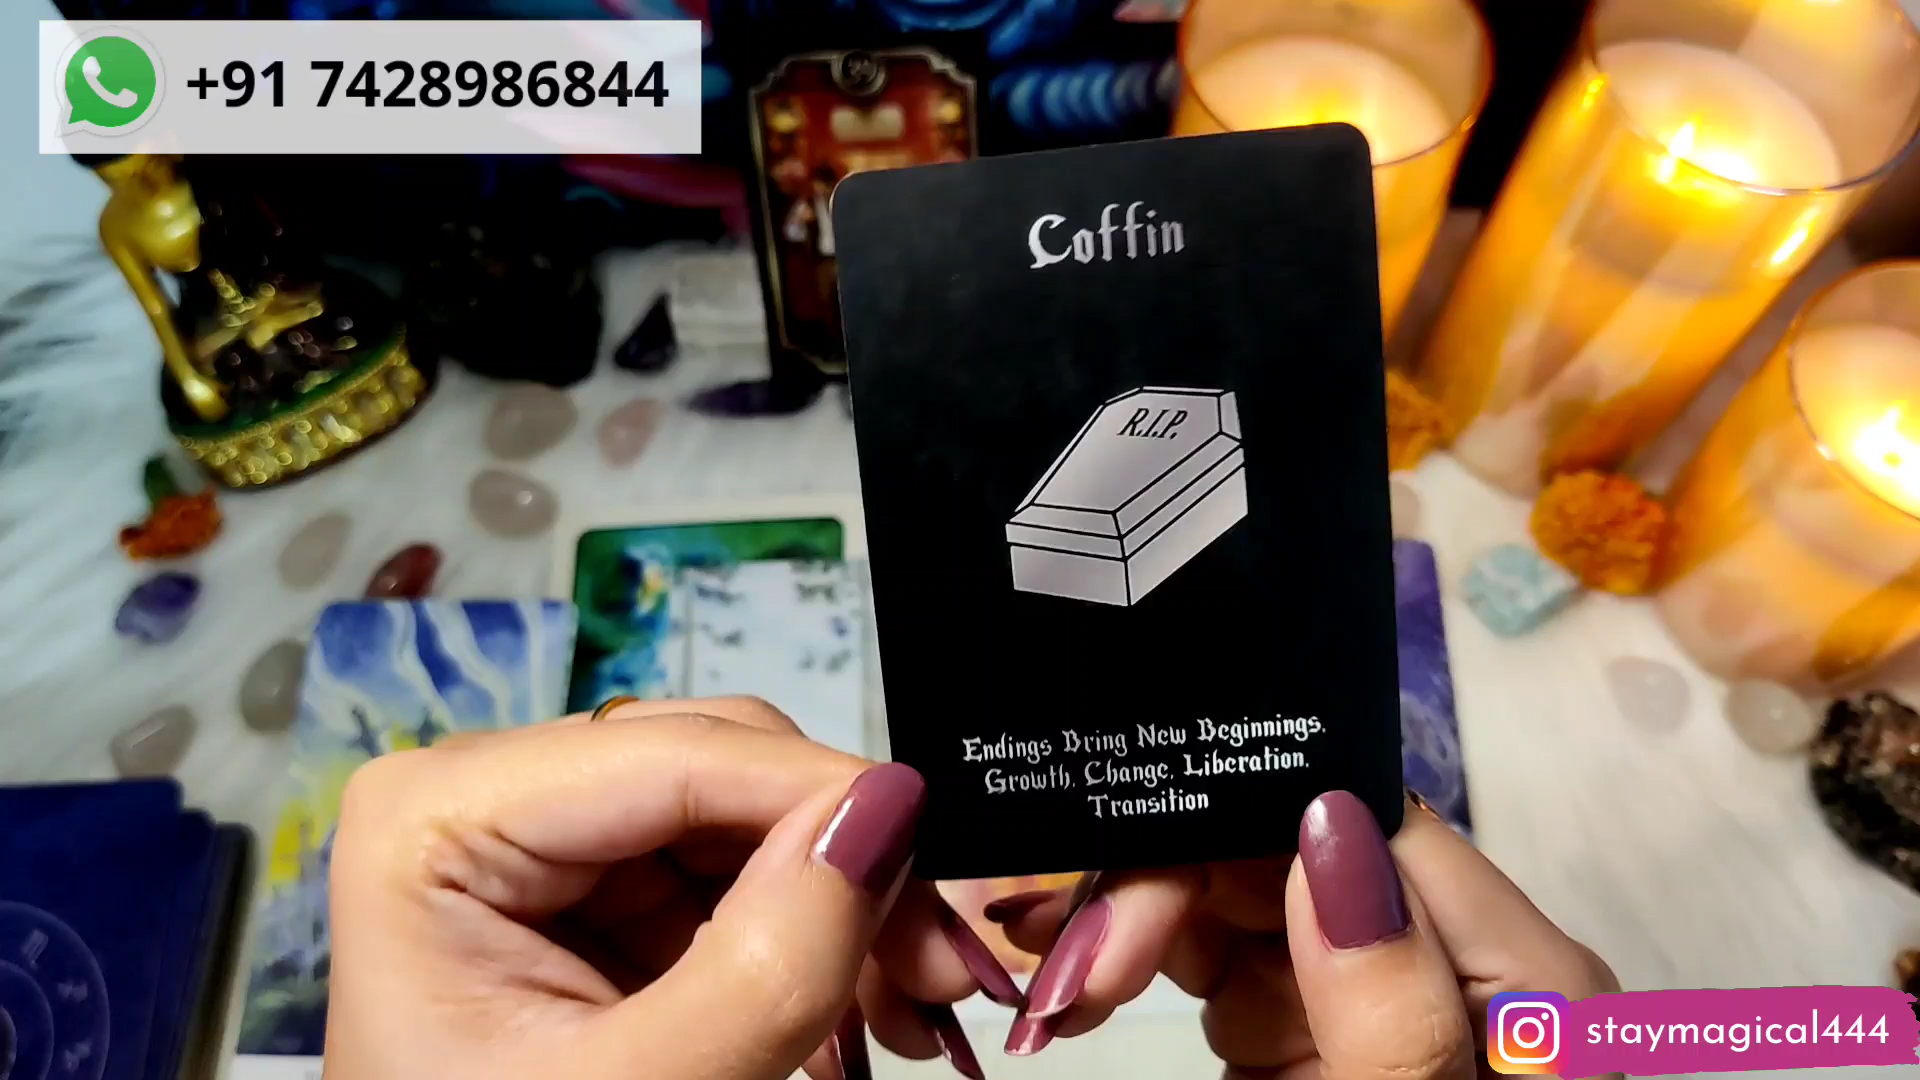 +91 7428986844
Coffin
R.I.P.
Endings Bring New Beginnings.
Growth, Change, Liberation,
Transition
staymagical444